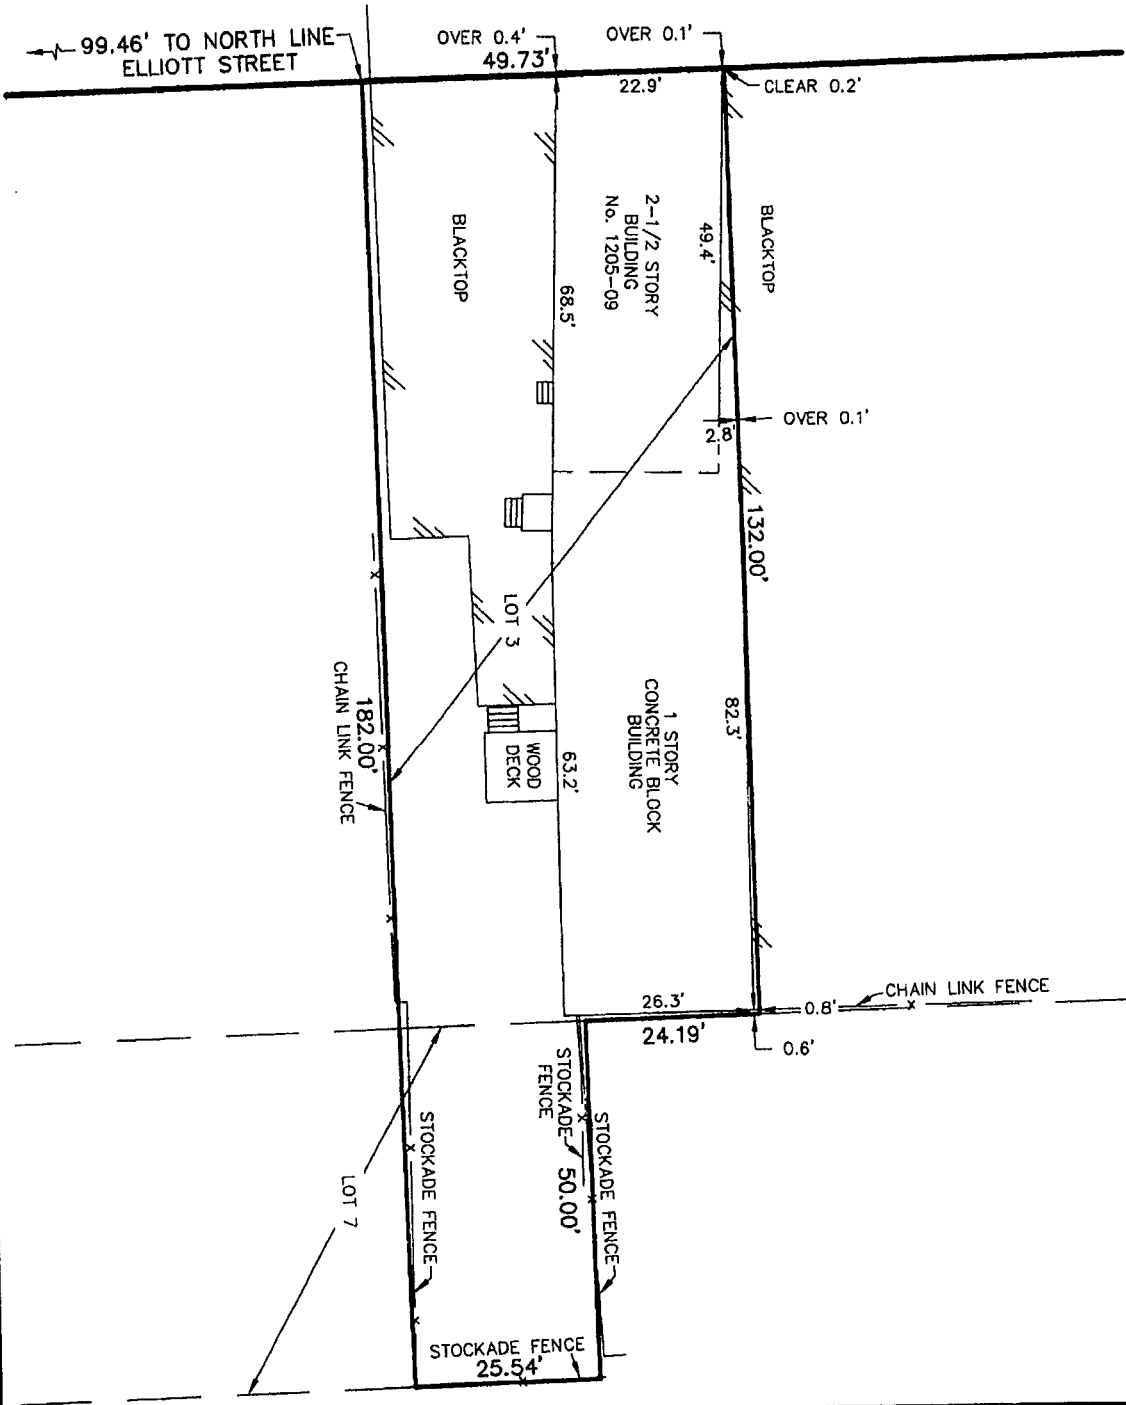 99.46' TO NORTH LINE
ELLIOTT STREET
OVER 0.4'
49.73'
OVER 0.1'
22.9'
CLEAR 0.2'
BLACKTOP
2-1/2 STORY
BUILDING
No. 1205-09
49.4'
BLACKTOP
68.5'
2.8'
OVER 0.1'
132.00'
LOT 3
182.00'
CHAIN LINK FENCE
WOOD
DECK
63.2'
1 STORY
CONCRETE BLOCK
BUILDING
82.3'
26.3'
24.19'
0.8'
CHAIN LINK FENCE
0.6'
STOCKADE
FENCE
50.00'
STOCKADE FENCE
STOCKADE FENCE
LOT 7
STOCKADE FENCE
25.54'